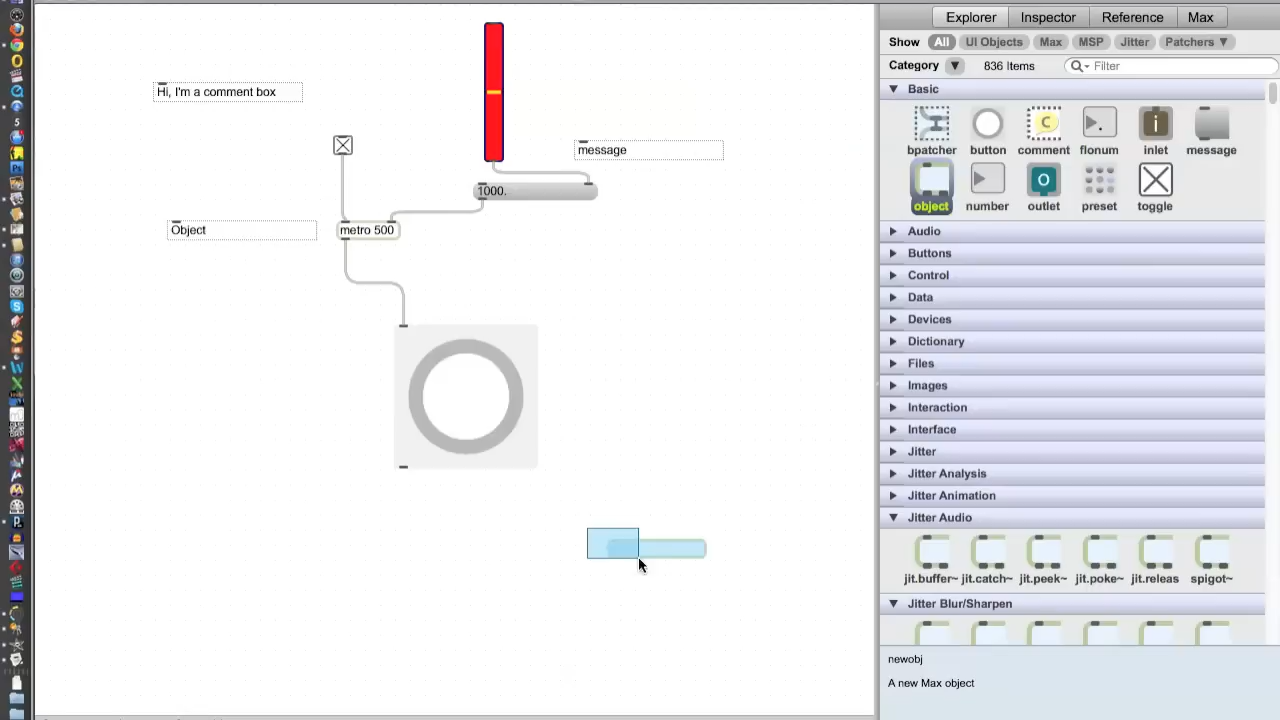 Explorer Inspector Reference Max
Show All UI Objects Max MSP Jitter Patchers ▼
Category ▼ 836 Items Filter
Basic
bpatcher button comment flonum inlet message
object number outlet preset toggle
Audio
Buttons
Control
Data
Devices
Dictionary
Files
Images
Interaction
Interface
Jitter
Jitter Analysis
Jitter Animation
Jitter Audio
jit.buffer~ jit.catch~ jit.peek~ jit.poke~ jit.releas spigot~
Jitter Blur/Sharpen
newobj
A new Max object
Hi, I'm a comment box
message
1000.
Object
metro 500